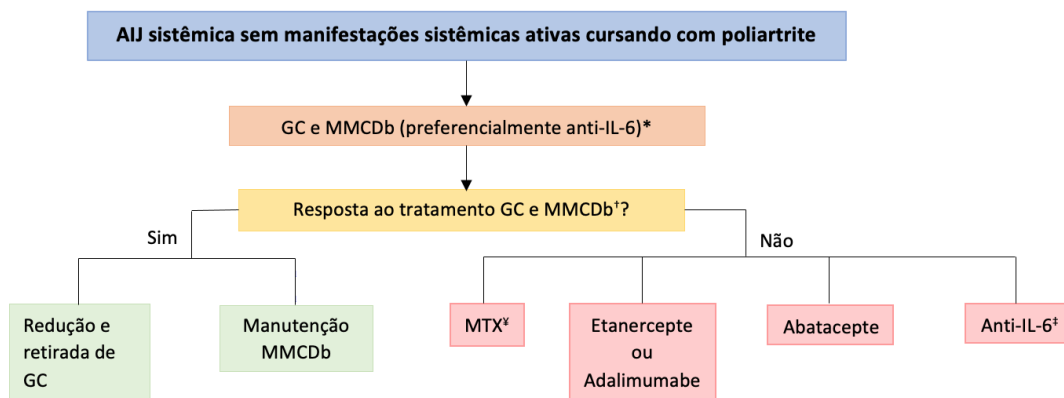 AIJ sistêmica sem manifestações sistêmicas ativas cursando com poliartrite
GC e MMCDb (preferencialmente anti-IL-6)*
Resposta ao tratamento GC e MMCDb†?
Sim
Não
Redução e
retirada de
GC
Manutenção
MMCDb
MTX¥
Etanercepte
ou
Adalimumabe
Abatacepte
Anti-IL-6‡